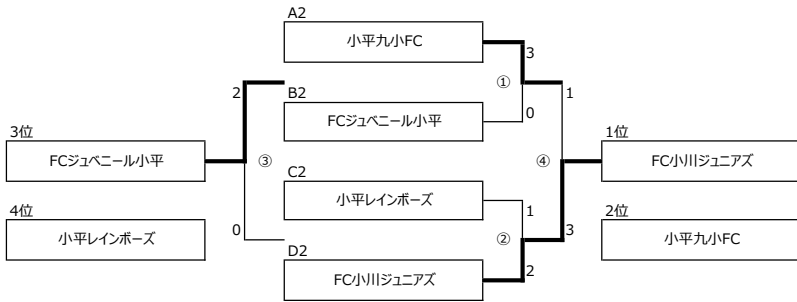 A2
小平九小FC
3
①
2
1
B2
0
3位
FCジュベニール小平
1位
FCジュベニール小平
③
④
FC小川ジュニアズ
C2
4位
小平レインボーズ
2位
1
小平レインボーズ
0
②
3
小平九小FC
D2
FC小川ジュニアズ
2